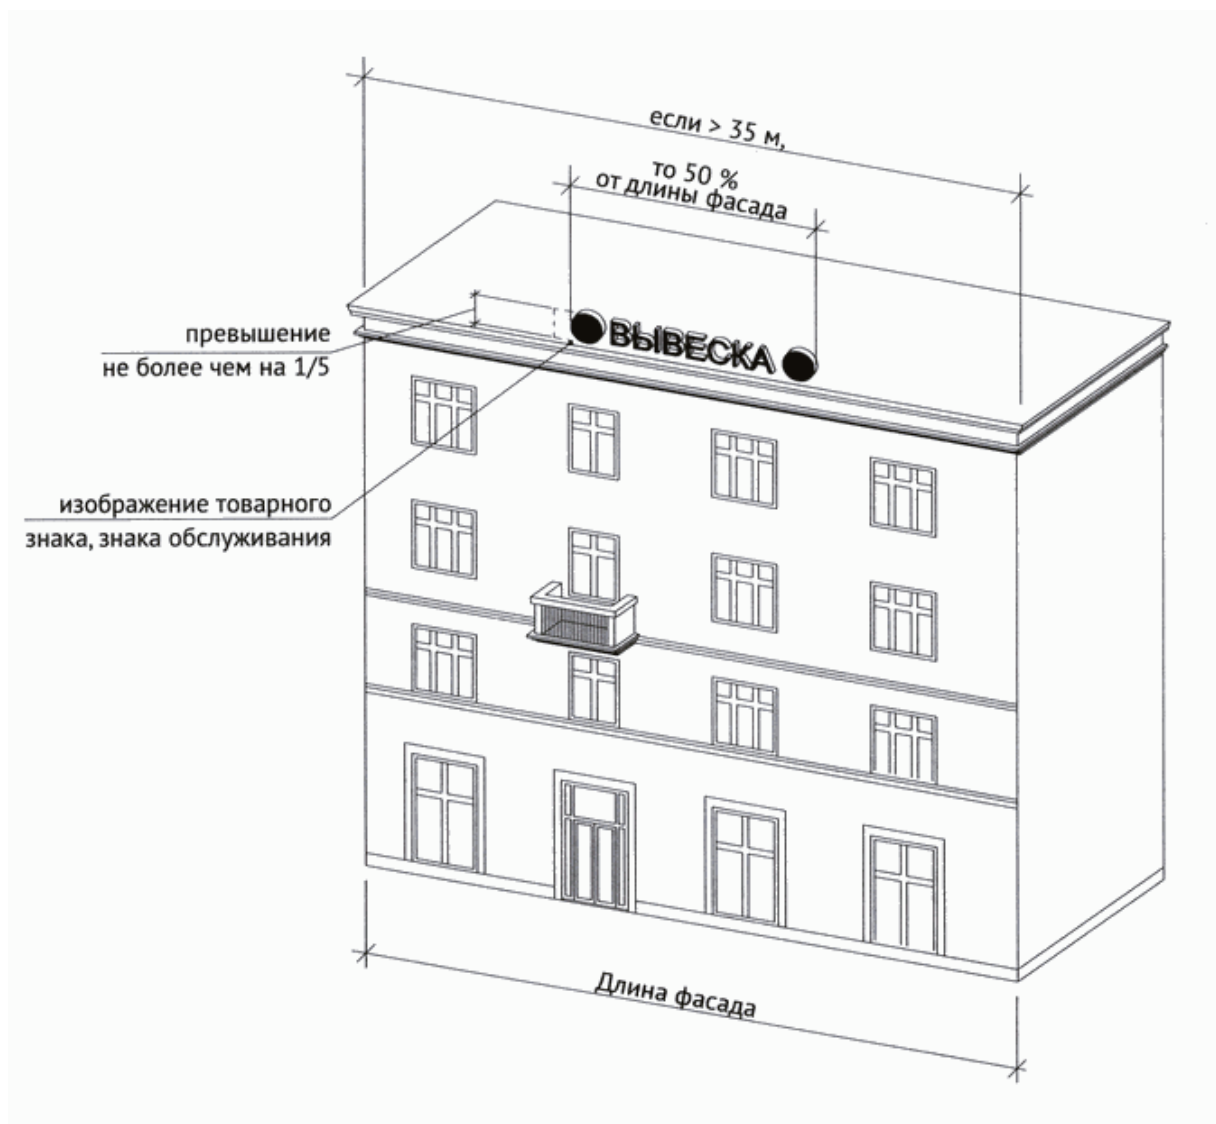 если > 35 м,
то 50 %
от длины фасада
ВЫВЕСКА
превышение
не более чем на 1/5
изображение товарного
знака, знака обслуживания
Длина фасада